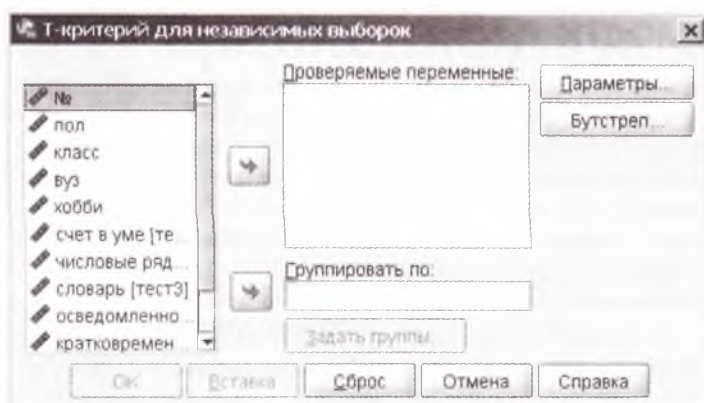 Т-критерий для независимых выборок
№
пол
класс
вуз
хобби
счет в уме [те...
числовые ряд...
словарь [тест3]
осведомленно...
кратковремен...
Проверяемые переменные:
Группировать по:
Задать группы...
Параметры...
Бутстреп...
OK
Вставка
Сброс
Отмена
Справка